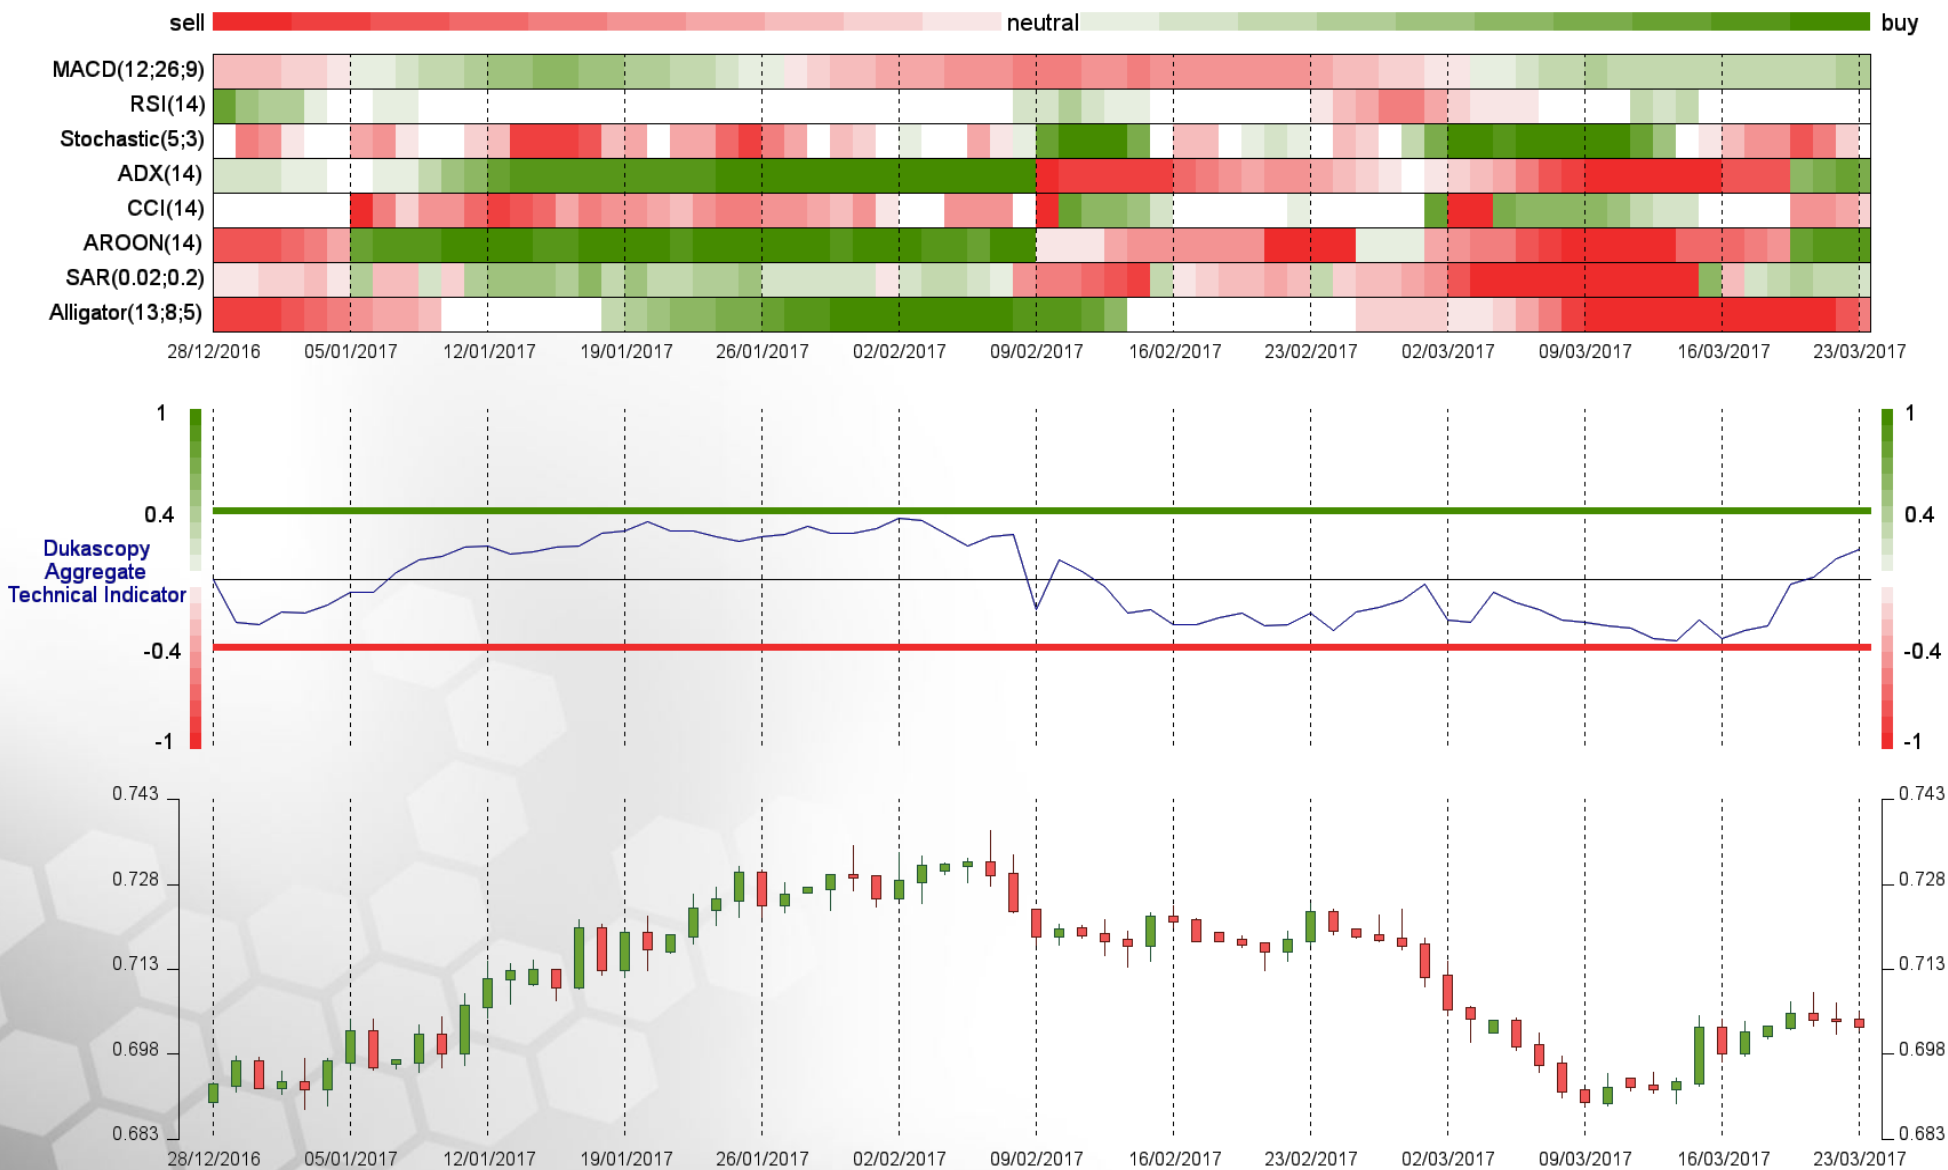 sell neutral buy
MACD(12;26;9)
RSI(14)
Stochastic(5;3)
ADX(14)
CCI(14)
AROON(14)
SAR(0.02;0.2)
Alligator(13;8;5)
28/12/2016 05/01/2017 12/01/2017 19/01/2017 26/01/2017 02/02/2017 09/02/2017 16/02/2017 23/02/2017 02/03/2017 09/03/2017 16/03/2017 23/03/2017
1 1
0.4 0.4
Dukascopy
Aggregate
Technical Indicator
-0.4 -0.4
-1 -1
0.743 0.743
0.728 0.728
0.713 0.713
0.698 0.698
0.683 0.683
28/12/2016 05/01/2017 12/01/2017 19/01/2017 26/01/2017 02/02/2017 09/02/2017 16/02/2017 23/02/2017 02/03/2017 09/03/2017 16/03/2017 23/03/2017